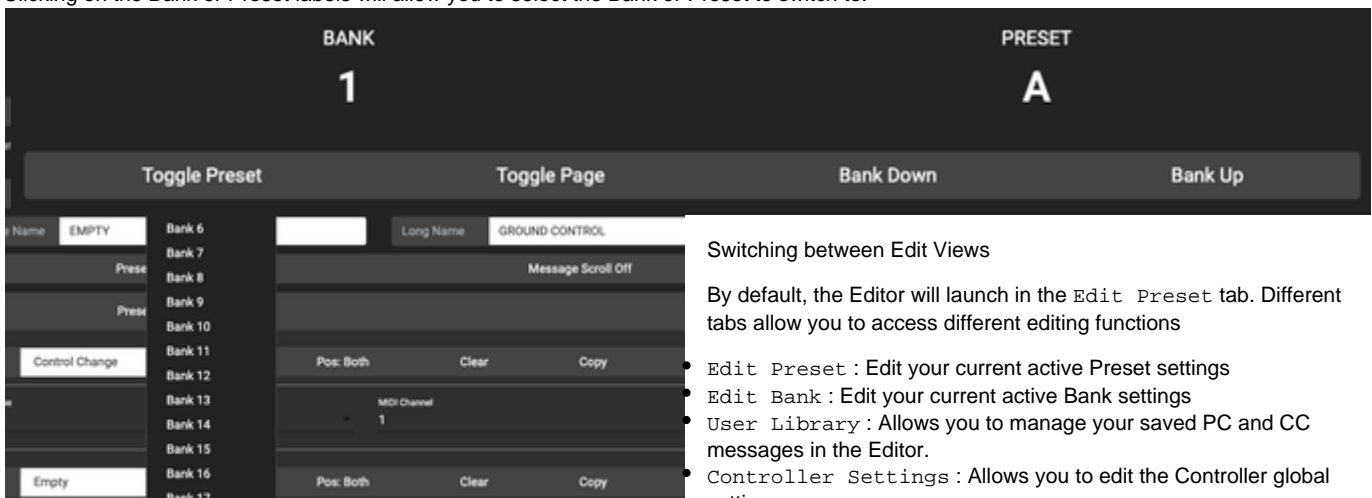 BANK
PRESET
1
A
Toggle Preset
Toggle Page
Bank Down
Bank Up
Name
EMPTY
Long Name
GROUND CONTROL
Message Scroll Off
Control Change
Pos: Both
Clear
Copy
MIDI Channel
1
Empty
Pos: Both
Clear
Copy
Bank 6
Bank 7
Bank 8
Bank 9
Bank 10
Bank 11
Bank 12
Bank 13
Bank 14
Bank 15
Bank 16
Bank 17
Switching between Edit Views
By default, the Editor will launch in the Edit Preset tab. Different
tabs allow you to access different editing functions
Edit Preset : Edit your current active Preset settings
Edit Bank : Edit your current active Bank settings
User Library : Allows you to manage your saved PC and CC
messages in the Editor.
Controller Settings : Allows you to edit the Controller global